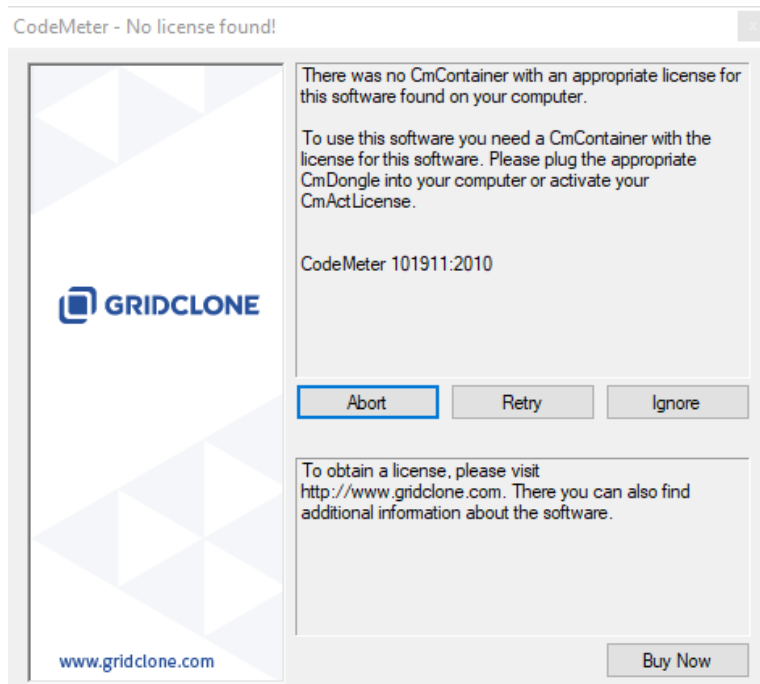 CodeMeter - No license found!
x
There was no CmContainer with an appropriate license for
this software found on your computer.
To use this software you need a CmContainer with the
license for this software. Please plug the appropriate
CmDongle into your computer or activate your
CmActLicense.
CodeMeter 101911:2010
GRIDCLONE
Abort
Retry
Ignore
To obtain a license, please visit
http://www.gridclone.com. There you can also find
additional information about the software.
www.gridclone.com
Buy Now